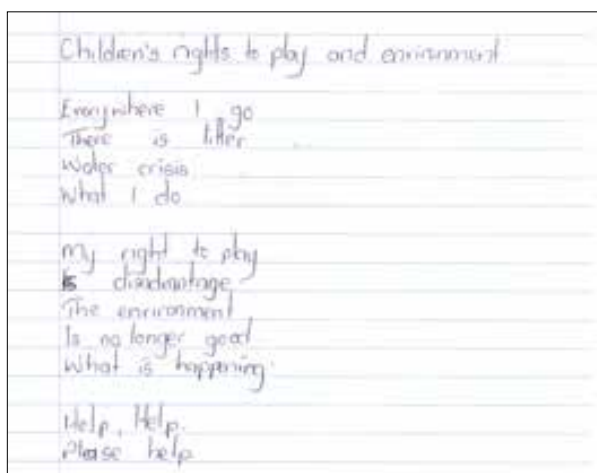 Children's rights to play and environment
Everywhere I go
There is litter
Water crisis
What I do
My right to play
Is disadvantage
The environment
Is no longer good
What is happening
Help, Help.
Please help